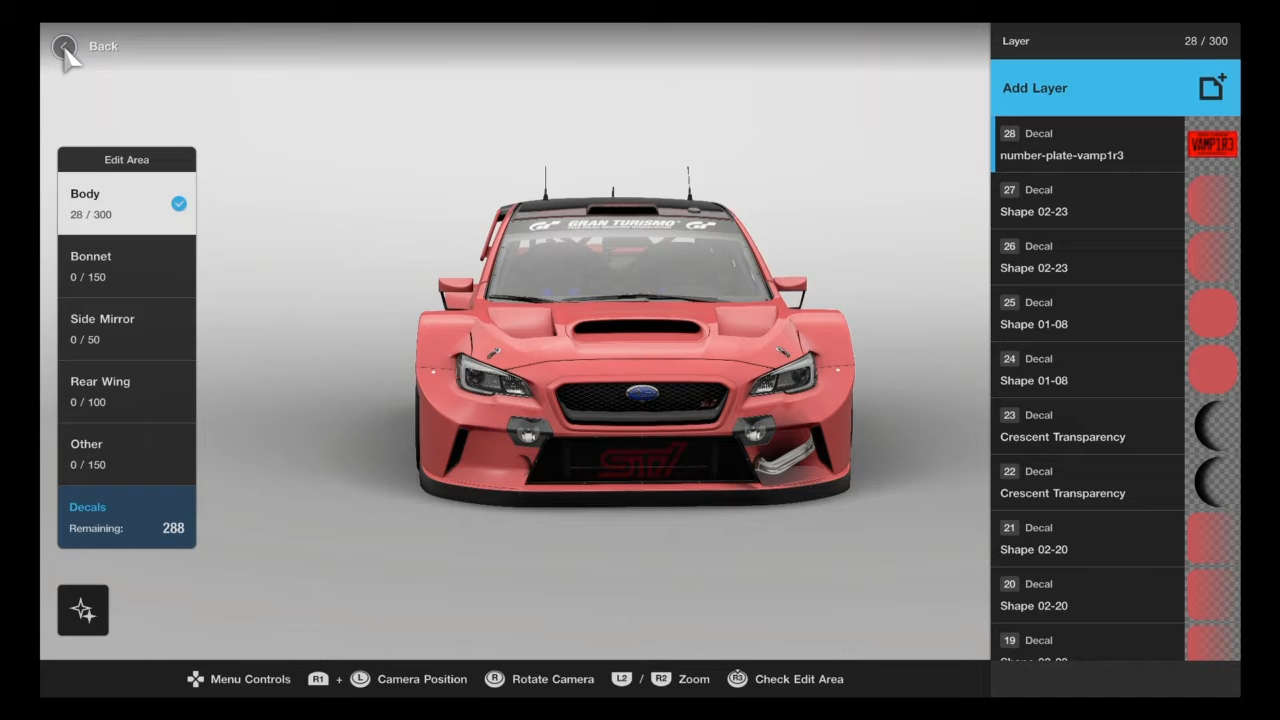 Back
Edit Area
Body
28 / 300
Bonnet
0 / 150
Side Mirror
0 / 50
Rear Wing
0 / 100
Other
0 / 150
Decals
Remaining: 288
GRAN TURISMO
STI
Layer 28 / 300
Add Layer
28 Decal
number-plate-vamp1r3
VAMP1R3
27 Decal
Shape 02-23
26 Decal
Shape 02-23
25 Decal
Shape 01-08
24 Decal
Shape 01-08
23 Decal
Crescent Transparency
22 Decal
Crescent Transparency
21 Decal
Shape 02-20
20 Decal
Shape 02-20
19 Decal
Menu Controls R1 + L Camera Position R Rotate Camera L2 / R2 Zoom R3 Check Edit Area